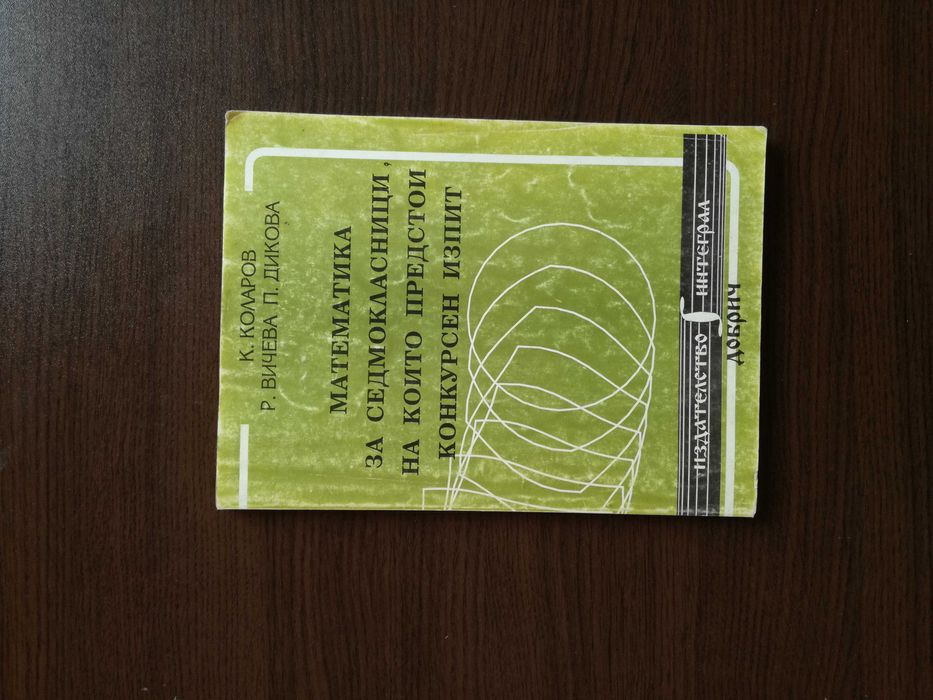 К. КОЛАРОВ
Р. ВИЧЕВА П. ДИКОВА
МАТЕМАТИКА
ЗА СЕДМОКЛАСНИЦИ,
НА КОИТО ПРЕДСТОИ
КОНКУРСЕН ИЗПИТ
ИЗДАТЕЛСТВО ИНТЕГРАЛ
ДОБРИЧ